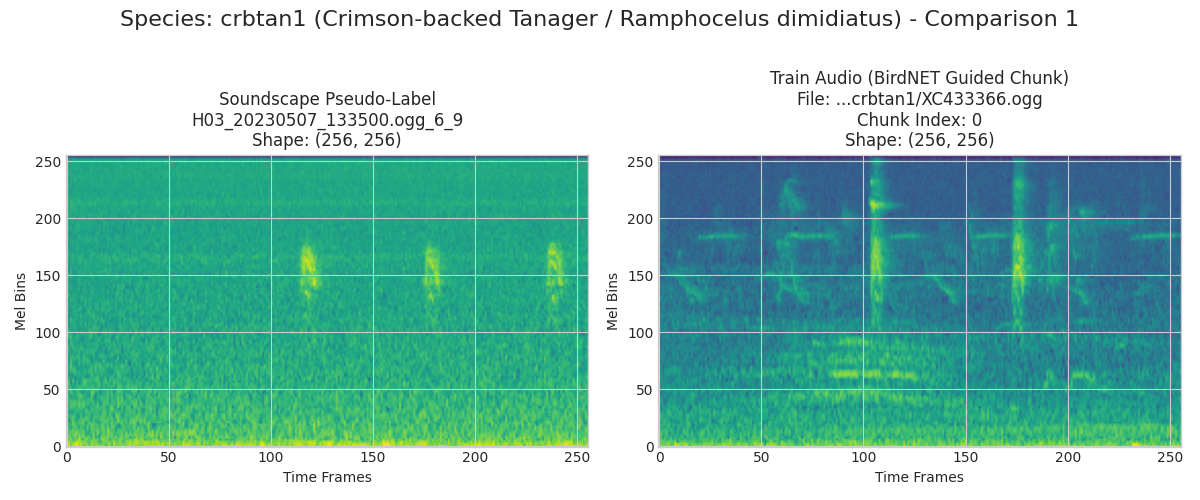 Species: crbtan1 (Crimson-backed Tanager / Ramphocelus dimidiatus) - Comparison 1
Soundscape Pseudo-Label
H03_20230507_133500.ogg_6_9
Shape: (256, 256)
250
200
150
100
50
0
Mel Bins
0 50 100 150 200 250
Time Frames
Train Audio (BirdNET Guided Chunk)
File: ...crbtan1/XC433366.ogg
Chunk Index: 0
Shape: (256, 256)
250
200
150
100
50
0
Mel Bins
0 50 100 150 200 250
Time Frames